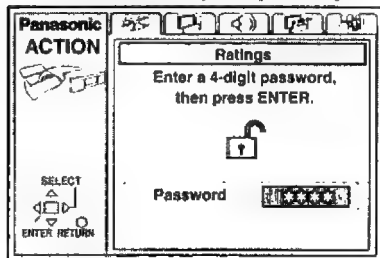 Panasonic
ACTION
Ratings
Enter a 4-digit password,
then press ENTER.
Password
****
SELECT
ENTER RETURN